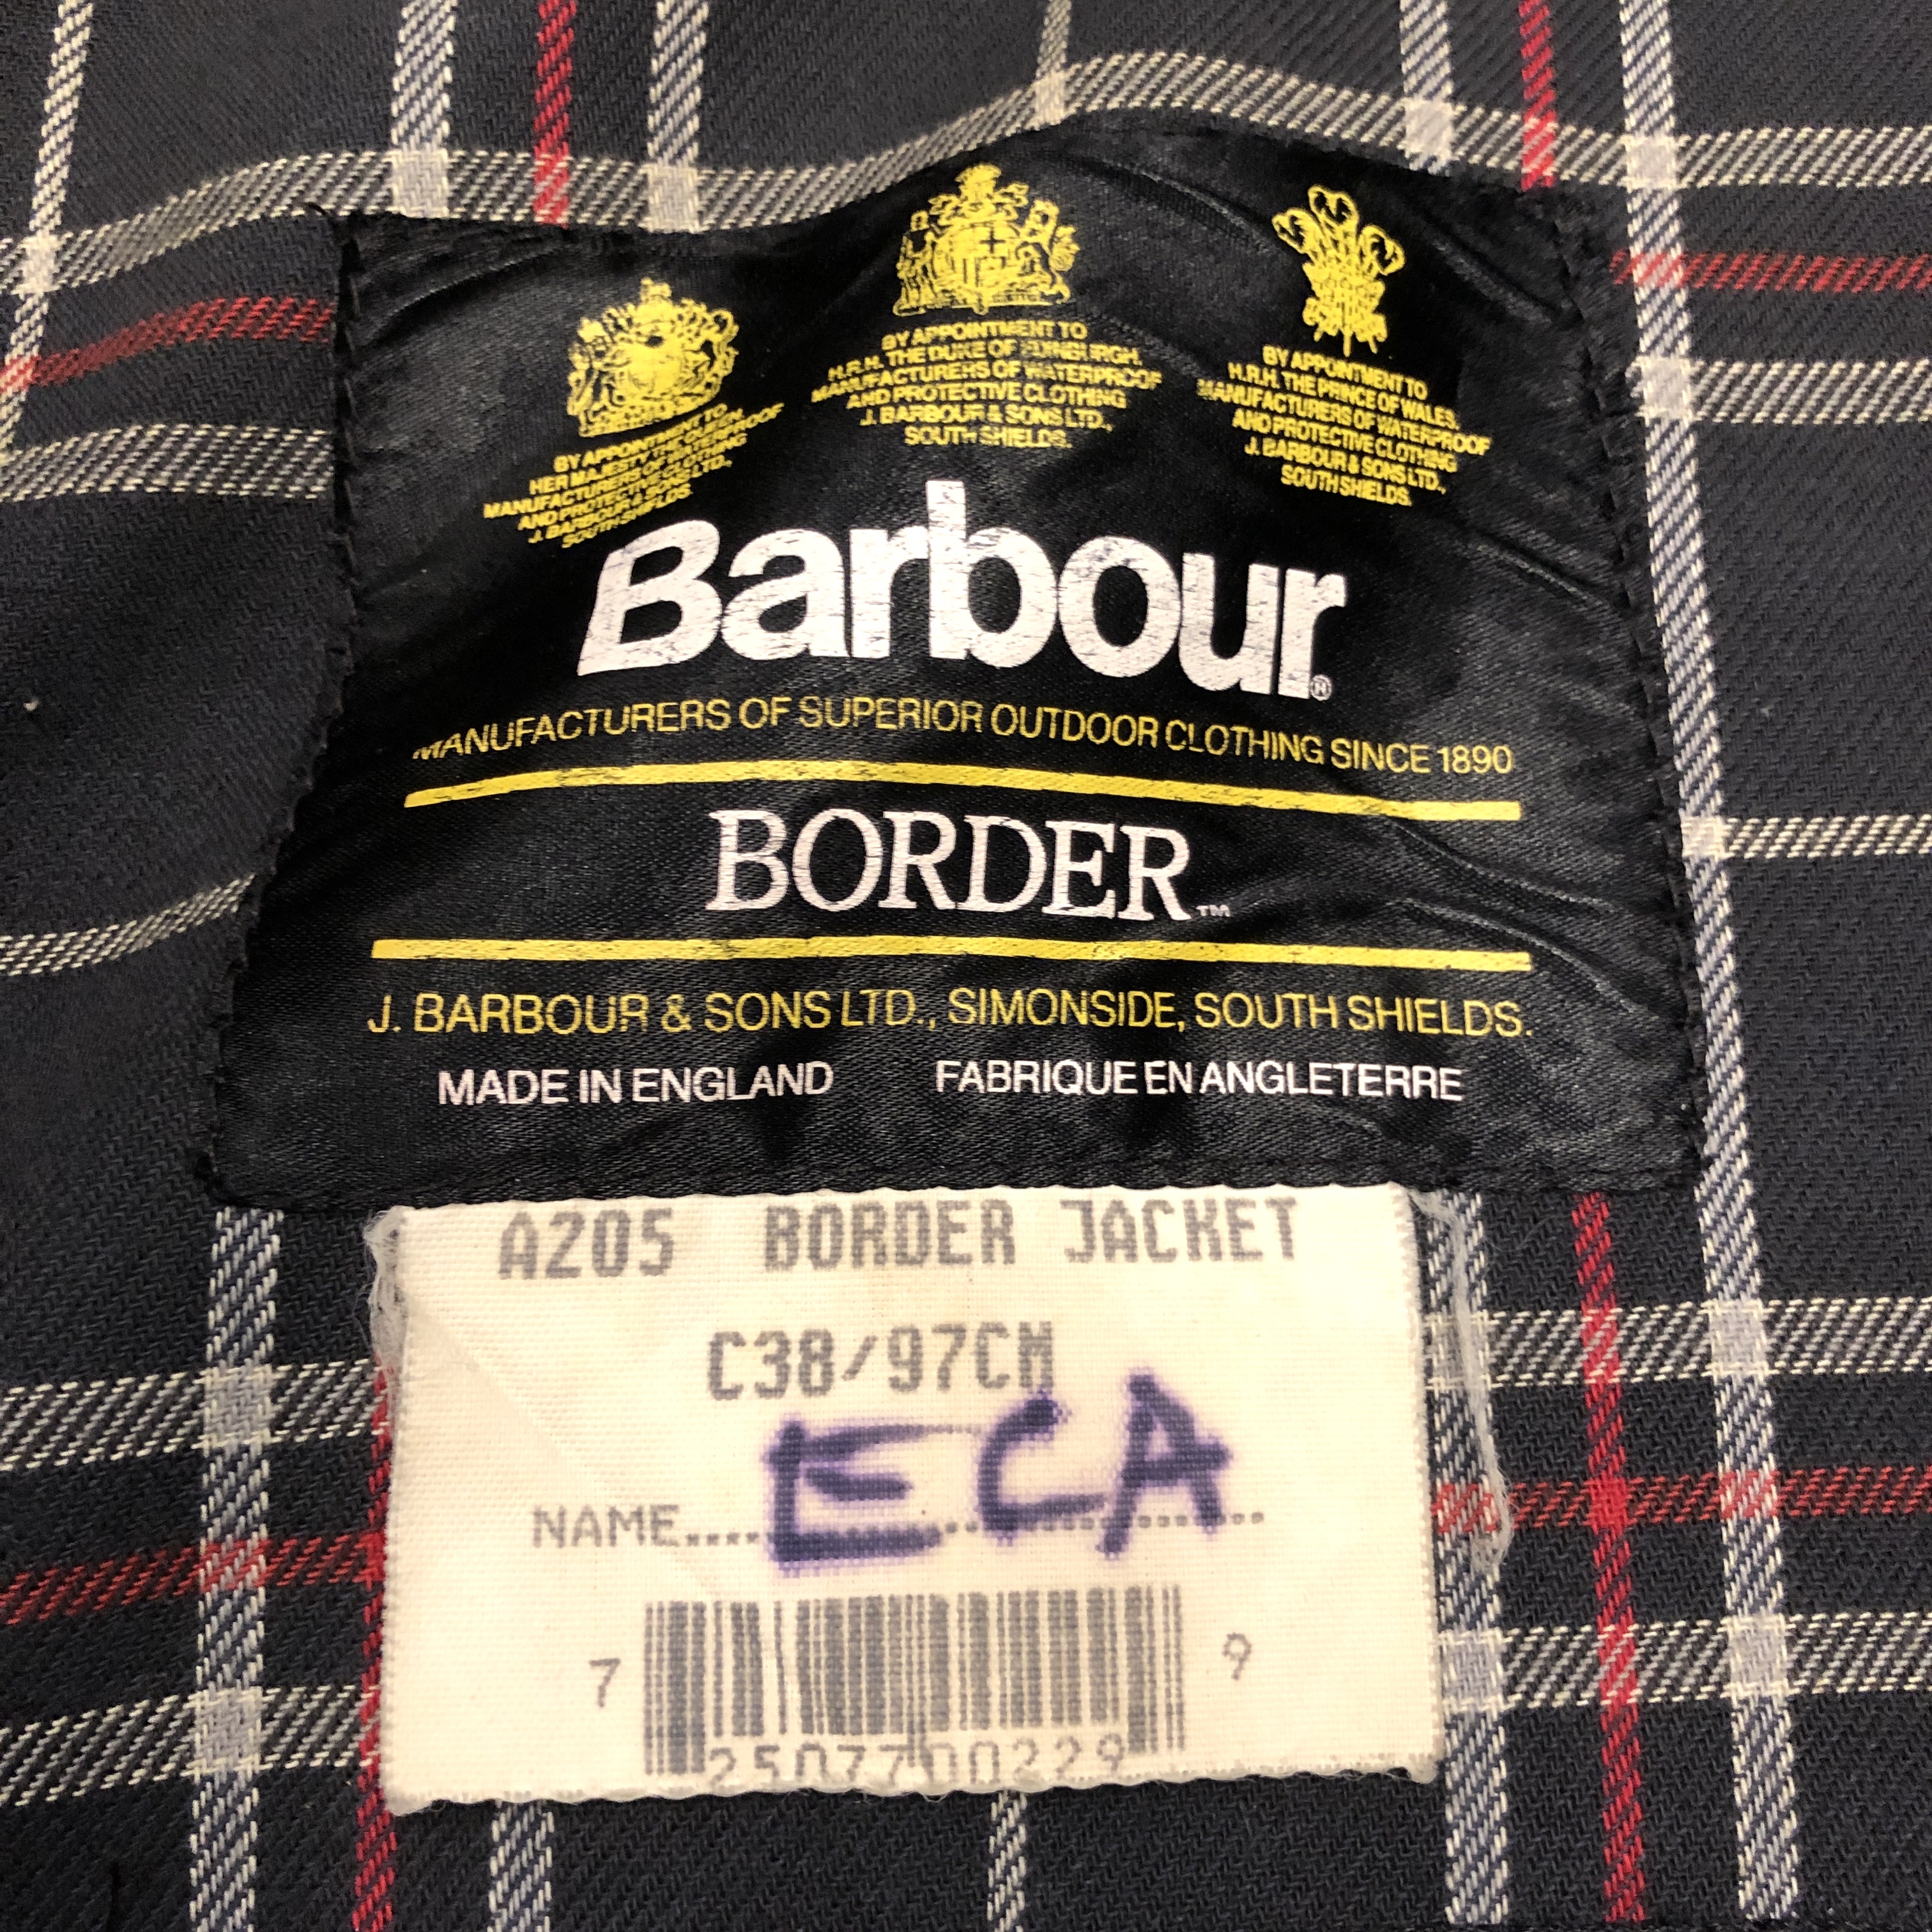 BY APPOINTMENT TO
HER MAJESTY THE QUEEN,
MANUFACTURERS OF WATERPROOF
AND PROTECTIVE CLOTHING
J. BARBOUR & SONS LTD.,
SOUTH SHIELDS.
BY APPOINTMENT TO
H.R.H. THE DUKE OF EDINBURGH,
MANUFACTURERS OF WATERPROOF
AND PROTECTIVE CLOTHING
J. BARBOUR & SONS LTD.,
SOUTH SHIELDS.
BY APPOINTMENT TO
H.R.H. THE PRINCE OF WALES,
MANUFACTURERS OF WATERPROOF
AND PROTECTIVE CLOTHING
J. BARBOUR & SONS LTD.,
SOUTH SHIELDS.
Barbour®
MANUFACTURERS OF SUPERIOR OUTDOOR CLOTHING SINCE 1890
BORDER™
J. BARBOUR & SONS LTD., SIMONSIDE, SOUTH SHIELDS.
MADE IN ENGLAND FABRIQUE EN ANGLETERRE
A205 BORDER JACKET
C38/97CM
NAME.... ECA
7 25077 00229 9